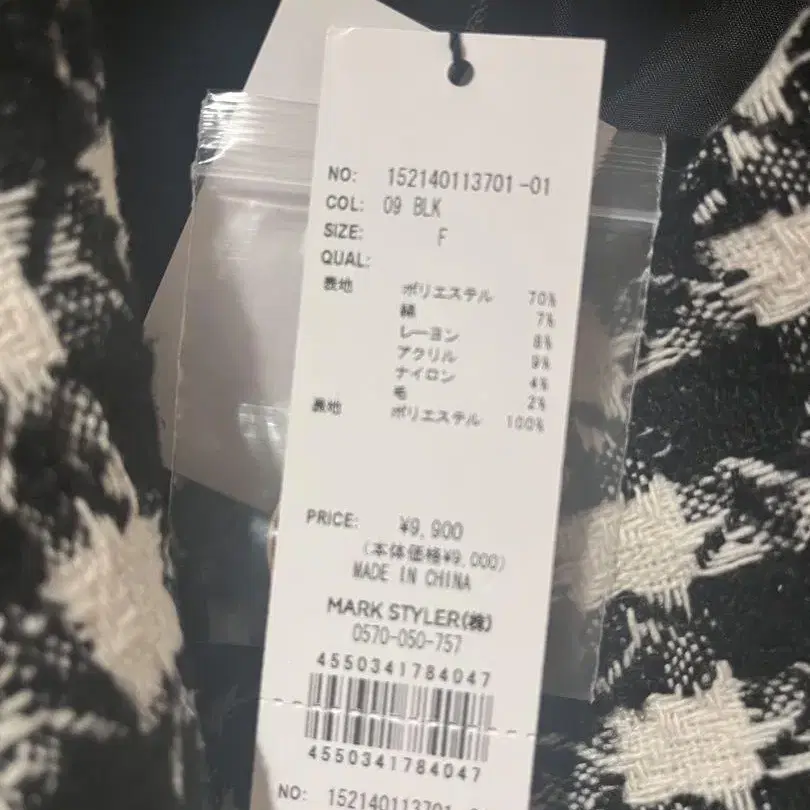 NO: 152140113701-01
COL: 09 BLK
SIZE: F
QUAL:
表地 ポリエステル 70%
綿 7%
レーヨン 8%
アクリル 9%
ナイロン 4%
毛 2%
裏地 ポリエステル 100%
PRICE: ¥9,900
(本体価格¥9,000)
MADE IN CHINA
MARK STYLER(株)
0570-050-757
4550341784047
4550341784047
NO: 152140113701-01